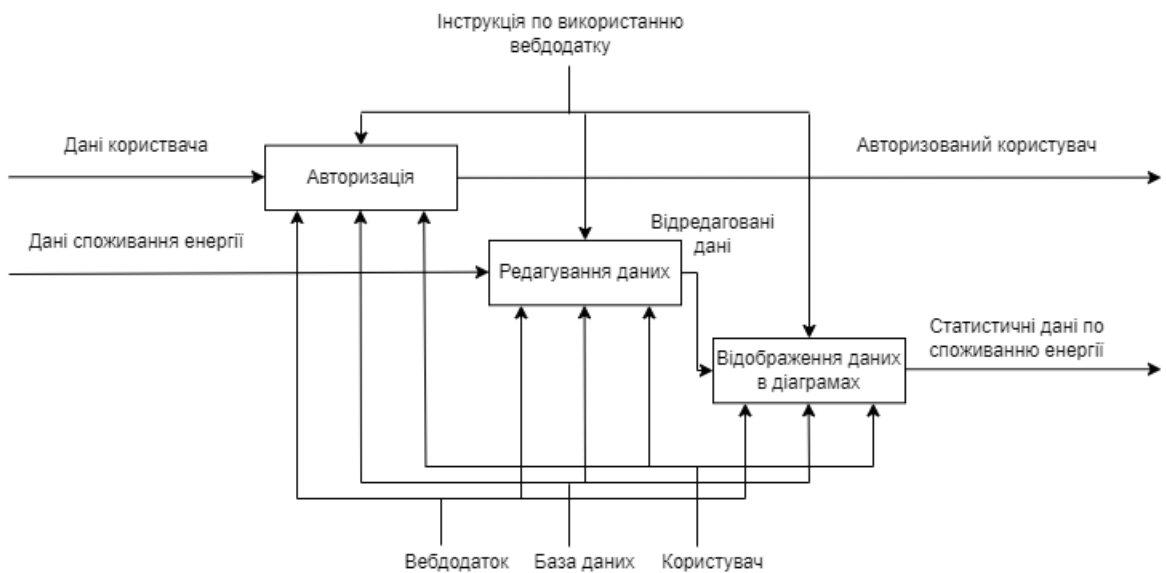 Інструкція по використанню
вебдодатку
Дані користвача
Авторизація
Авторизований користувач
Дані споживання енергії
Відредаговані
дані
Редагування даних
Статистичні дані по
споживанню енергії
Відображення даних
в діаграмах
Вебдодаток
База даних
Користувач